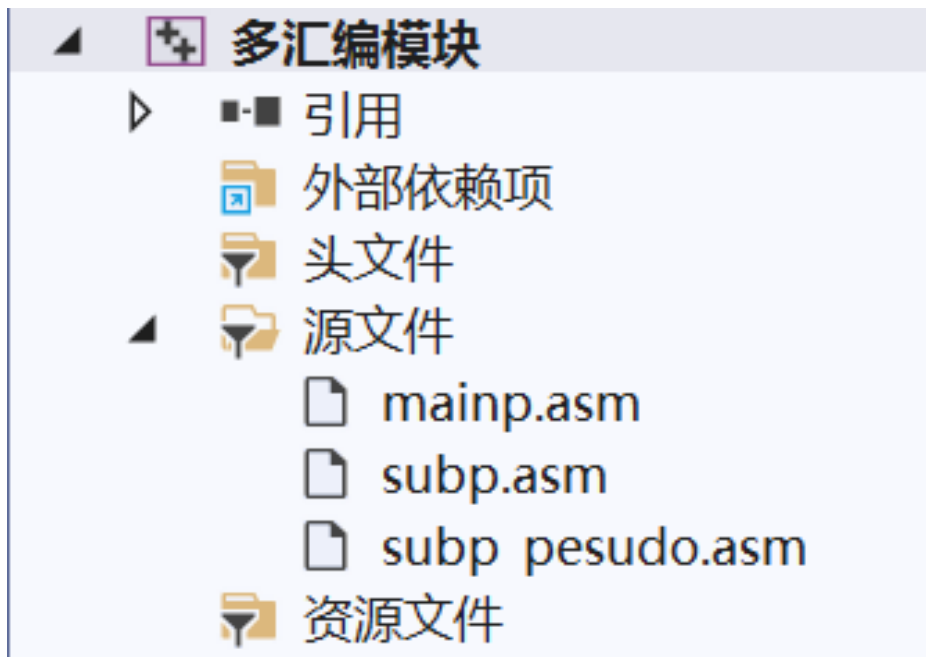 多汇编模块
引用
外部依赖项
头文件
源文件
mainp.asm
subp.asm
subp pesudo.asm
资源文件